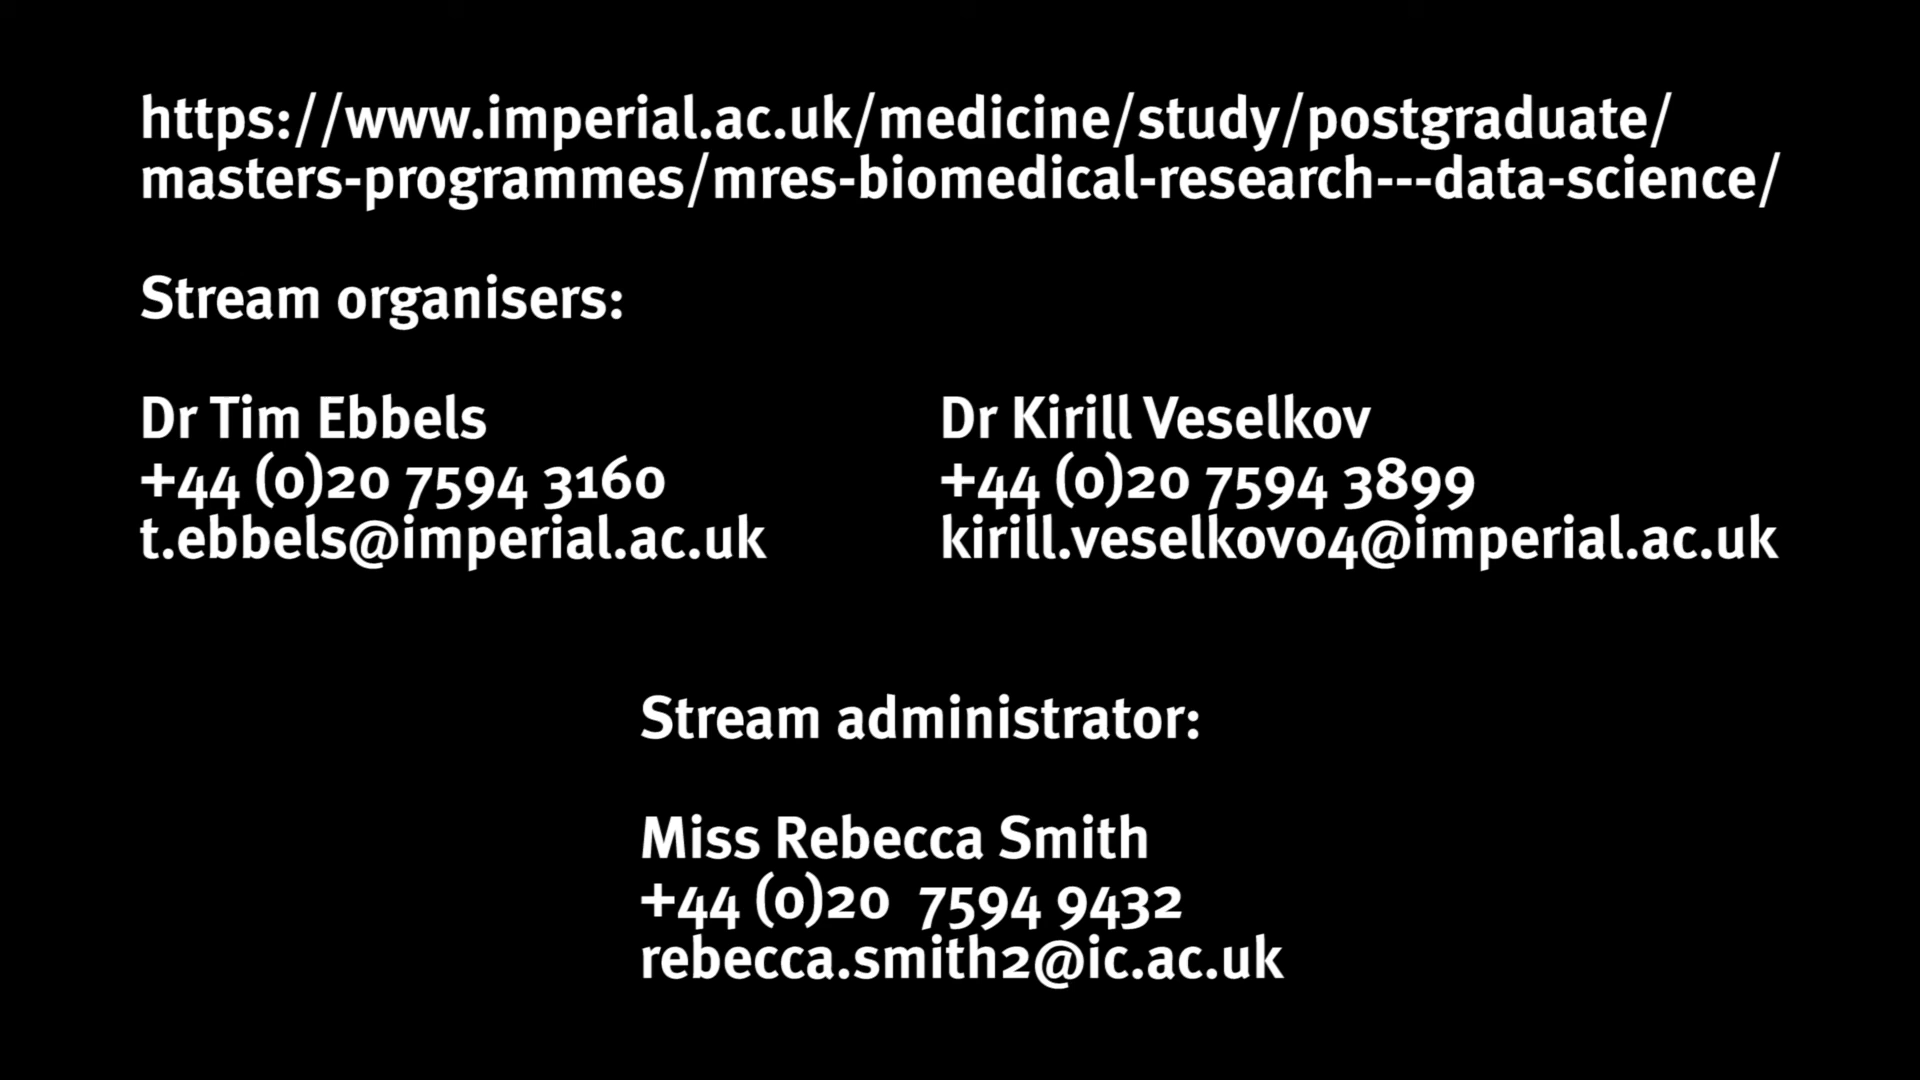 https://www.imperial.ac.uk/medicine/study/postgraduate/
masters-programmes/mres-biomedical-research---data-science/
Stream organisers:
Dr Tim Ebbels
+44 (0)20 7594 3160
t.ebbels@imperial.ac.uk
Dr Kirill Veselkov
+44 (0)20 7594 3899
kirill.veselkov04@imperial.ac.uk
Stream administrator:
Miss Rebecca Smith
+44 (0)20  7594 9432
rebecca.smith2@ic.ac.uk